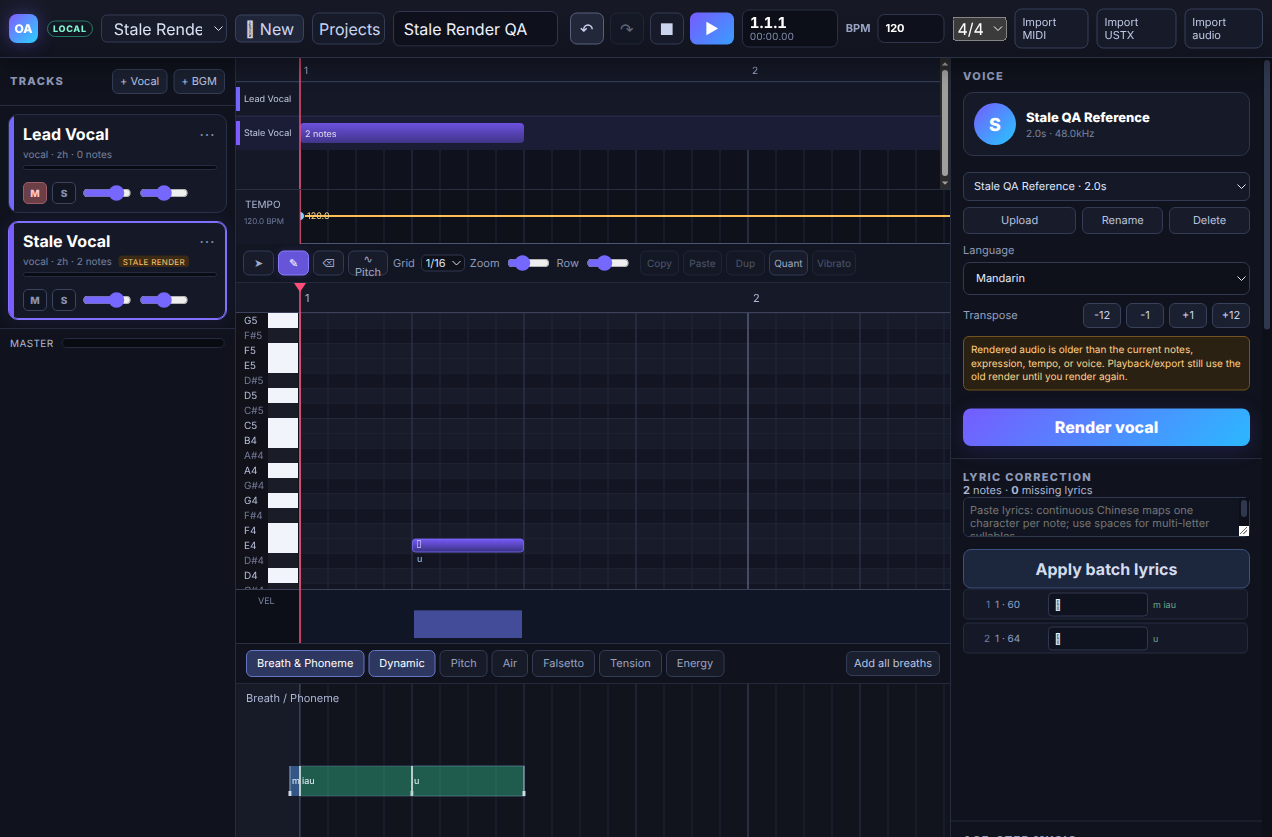 OA LOCAL Stale Rende New Projects Stale Render QA 1.1.1 BPM 120 4/4 Import MIDI Import USTX Import audio
00:00.00
TRACKS + Vocal + BGM
Lead Vocal ...
vocal · zh · 0 notes
M S
Stale Vocal ...
vocal · zh · 2 notes STALE RENDER
M S
MASTER
1 2
Lead Vocal
Stale Vocal 2 notes
TEMPO
120.0 BPM 120.0
Pitch Grid 1/16 Zoom Row Copy Paste Dup Quant Vibrato
1 2
G5
F#5
F5
E5
D#5
D5
C#5
C5
B4
A#4
A4
G#4
G4
F#4
F4
E4
D#4 u
D4
VEL
Breath & Phoneme Dynamic Pitch Air Falsetto Tension Energy Add all breaths
Breath / Phoneme
m iau u
VOICE
S Stale QA Reference
2.0s · 48.0kHz
Stale QA Reference · 2.0s
Upload Rename Delete
Language
Mandarin
Transpose -12 -1 +1 +12
Rendered audio is older than the current notes,
expression, tempo, or voice. Playback/export still use the
old render until you render again.
Render vocal
LYRIC CORRECTION
2 notes · 0 missing lyrics
Paste lyrics: continuous Chinese maps one
character per note; use spaces for multi-letter
syllables
Apply batch lyrics
1 1 · 60 m iau
2 1 · 64 u